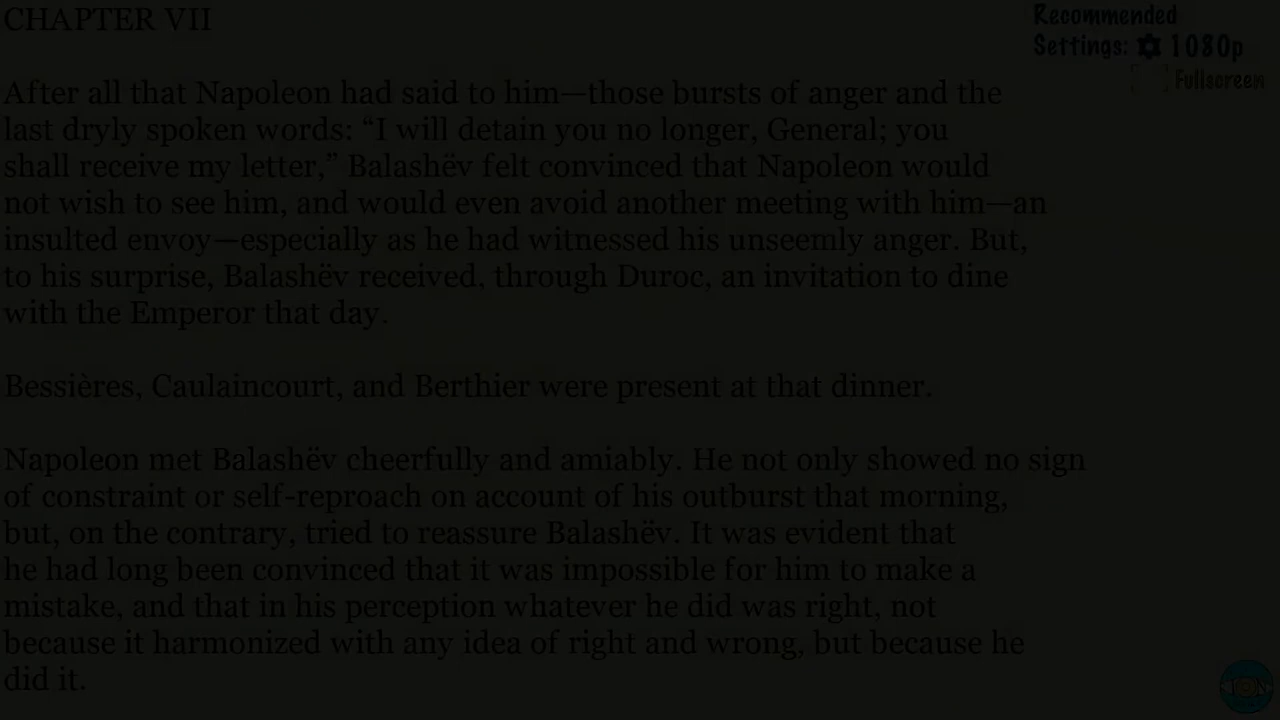 CHAPTER VII
Recommended
Settings: 1080p
Fullscreen
After all that Napoleon had said to him—those bursts of anger and the
last dryly spoken words: “I will detain you no longer, General; you
shall receive my letter,” Balashëv felt convinced that Napoleon would
not wish to see him, and would even avoid another meeting with him—an
insulted envoy—especially as he had witnessed his unseemly anger. But,
to his surprise, Balashëv received, through Duroc, an invitation to dine
with the Emperor that day.
Bessières, Caulaincourt, and Berthier were present at that dinner.
Napoleon met Balashëv cheerfully and amiably. He not only showed no sign
of constraint or self-reproach on account of his outburst that morning,
but, on the contrary, tried to reassure Balashëv. It was evident that
he had long been convinced that it was impossible for him to make a
mistake, and that in his perception whatever he did was right, not
because it harmonized with any idea of right and wrong, but because he
did it.